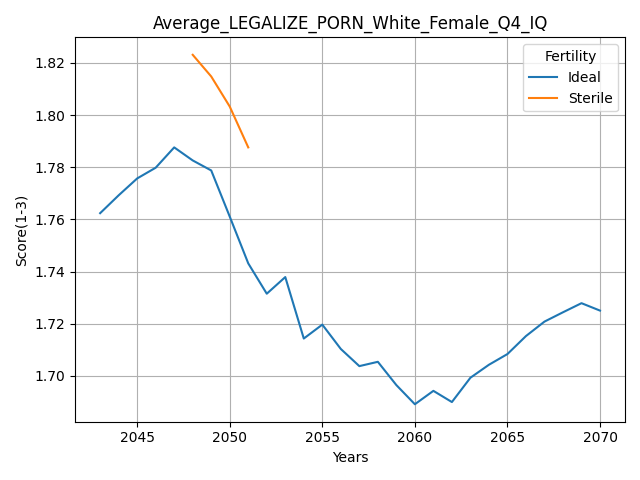 Average_LEGALIZE_PORN_White_Female_Q4_IQ
Fertility
Ideal
Sterile
Score(1-3)
1.82
1.80
1.78
1.76
1.74
1.72
1.70
2045
2050
2055
2060
2065
2070
Years